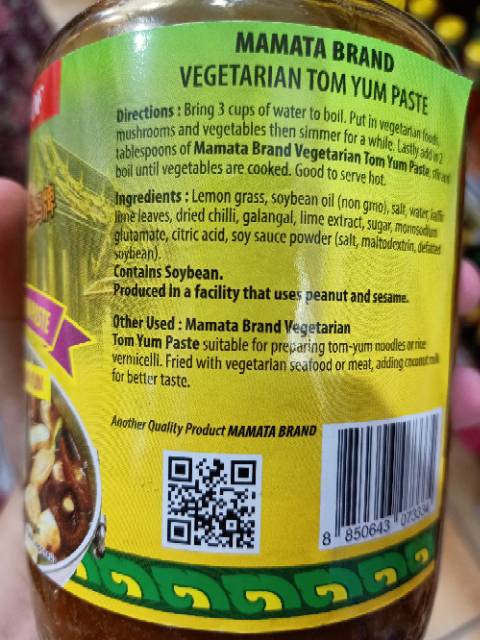 MAMATA BRAND
VEGETARIAN TOM YUM PASTE
Directions : Bring 3 cups of water to boil. Put in vegetarian foods,
mushrooms and vegetables then simmer for a while. Lastly add in 2
tablespoons of Mamata Brand Vegetarian Tom Yum Paste, stir and
boil until vegetables are cooked. Good to serve hot.
Ingredients : Lemon grass, soybean oil (non gmo), salt, water, kaffir
lime leaves, dried chilli, galangal, lime extract, sugar, monosodium
glutamate, citric acid, soy sauce powder (salt, maltodextrin, defatted
soybean).
Contains Soybean.
Produced in a facility that uses peanut and sesame.
Other Used : Mamata Brand Vegetarian
Tom Yum Paste suitable for preparing tom-yum noodles or rice
vermicelli. Fried with vegetarian seafood or meat, adding coconut milk
for better taste.
Another Quality Product MAMATA BRAND
8 850643 073334
PASTE